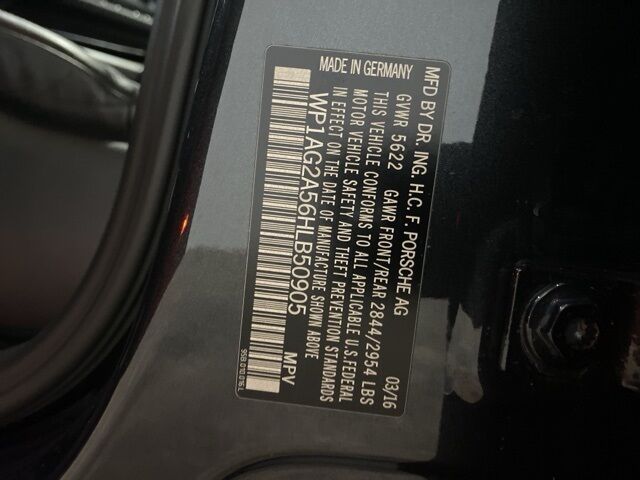 MFD BY DR. ING. H.C. F. PORSCHE AG
03/16
GVWR 5622 GAWR FRONT/REAR 2844/2954 LBS
THIS VEHICLE CONFORMS TO ALL APPLICABLE U.S.FEDERAL
MOTOR VEHICLE SAFETY AND THEFT PREVENTION STANDARDS
IN EFFECT ON THE DATE OF MANUFACTURE SHOWN ABOVE
MADE IN GERMANY
WP1AG2A56HLB50905
MPV